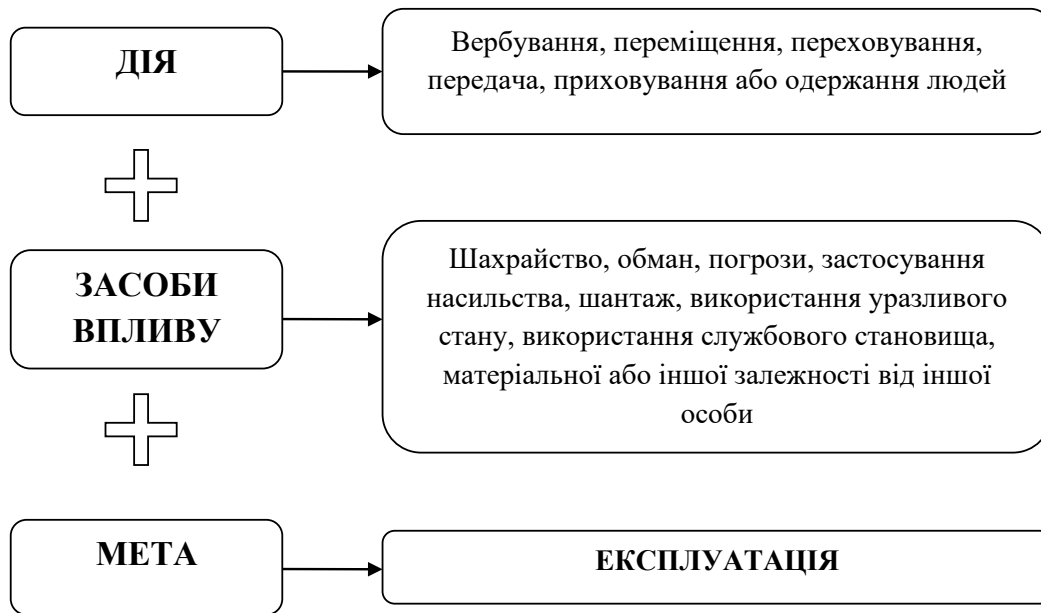 ДІЯ
Вербування, переміщення, переховування,
передача, приховування або одержання людей
ЗАСОБИ
ВПЛИВУ
Шахрайство, обман, погрози, застосування
насильства, шантаж, використання уразливого
стану, використання службового становища,
матеріальної або іншої залежності від іншої
особи
МЕТА
ЕКСПЛУАТАЦІЯ